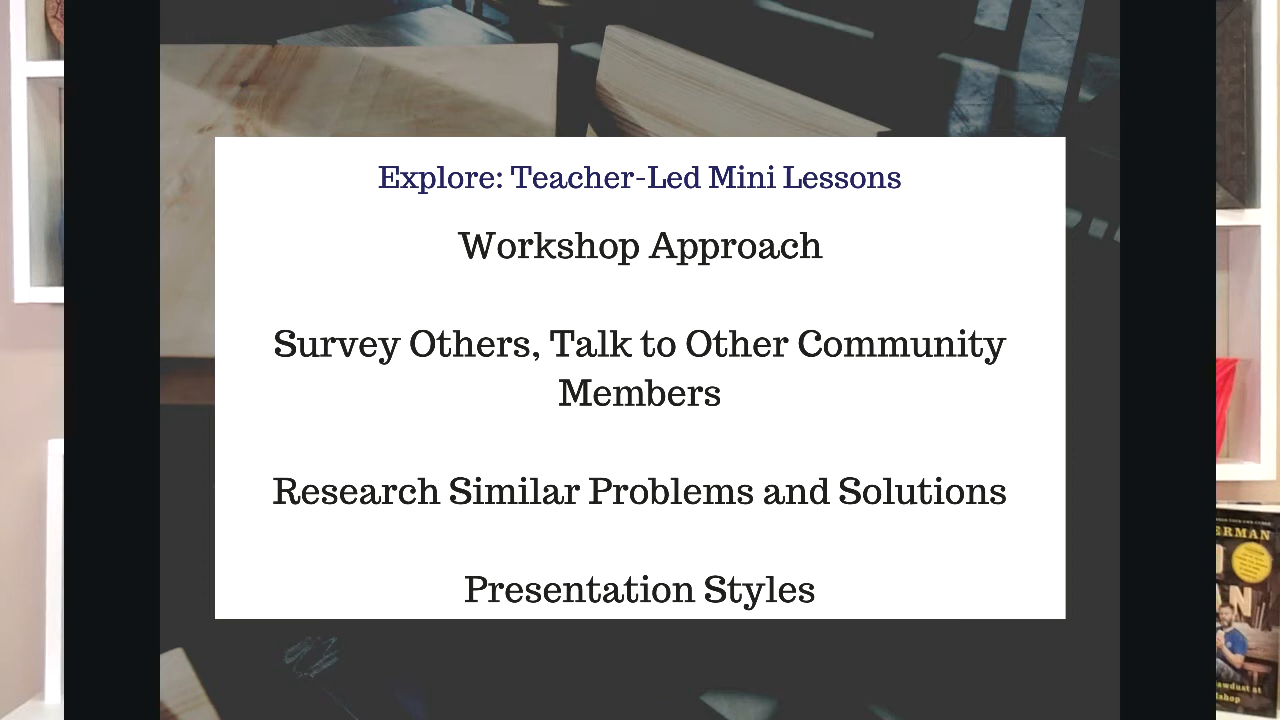 Explore: Teacher-Led Mini Lessons
Workshop Approach
Survey Others, Talk to Other Community
Members
Research Similar Problems and Solutions
Presentation Styles